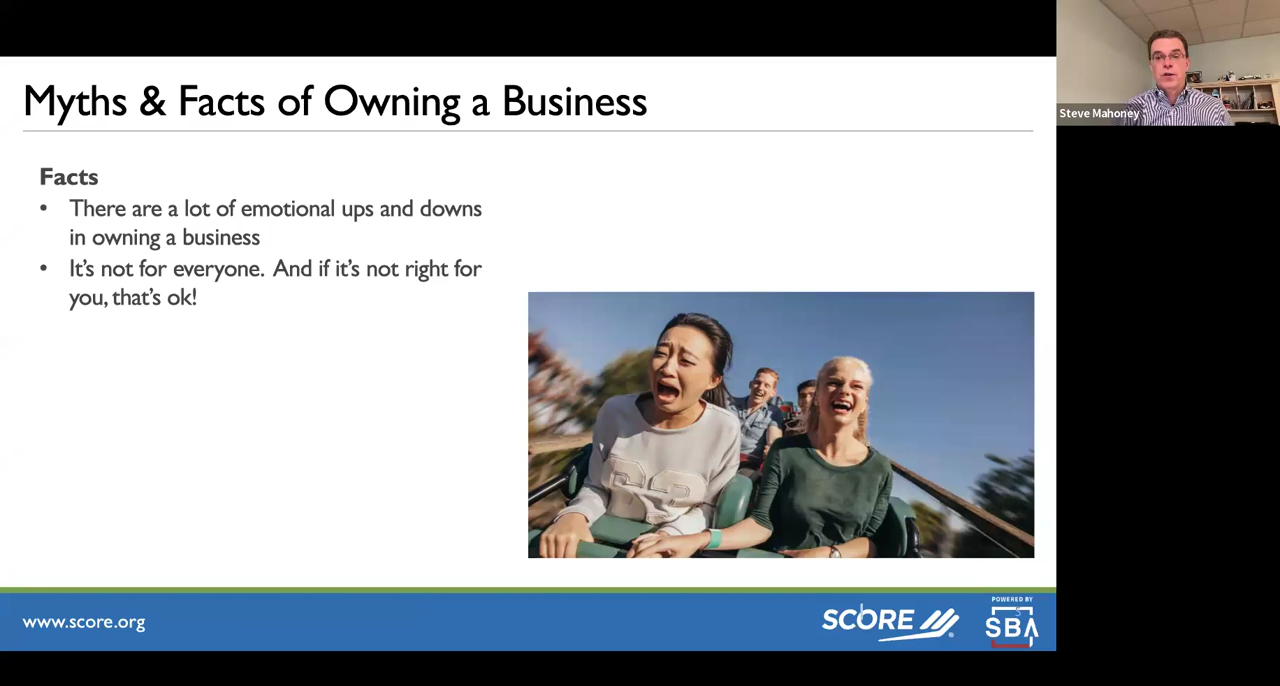 Myths & Facts of Owning a Business
Steve Mahoney
Facts
• There are a lot of emotional ups and downs
in owning a business
• It’s not for everyone. And if it’s not right for
you, that’s ok!
www.score.org
SCORE
®
POWERED BY
SBA